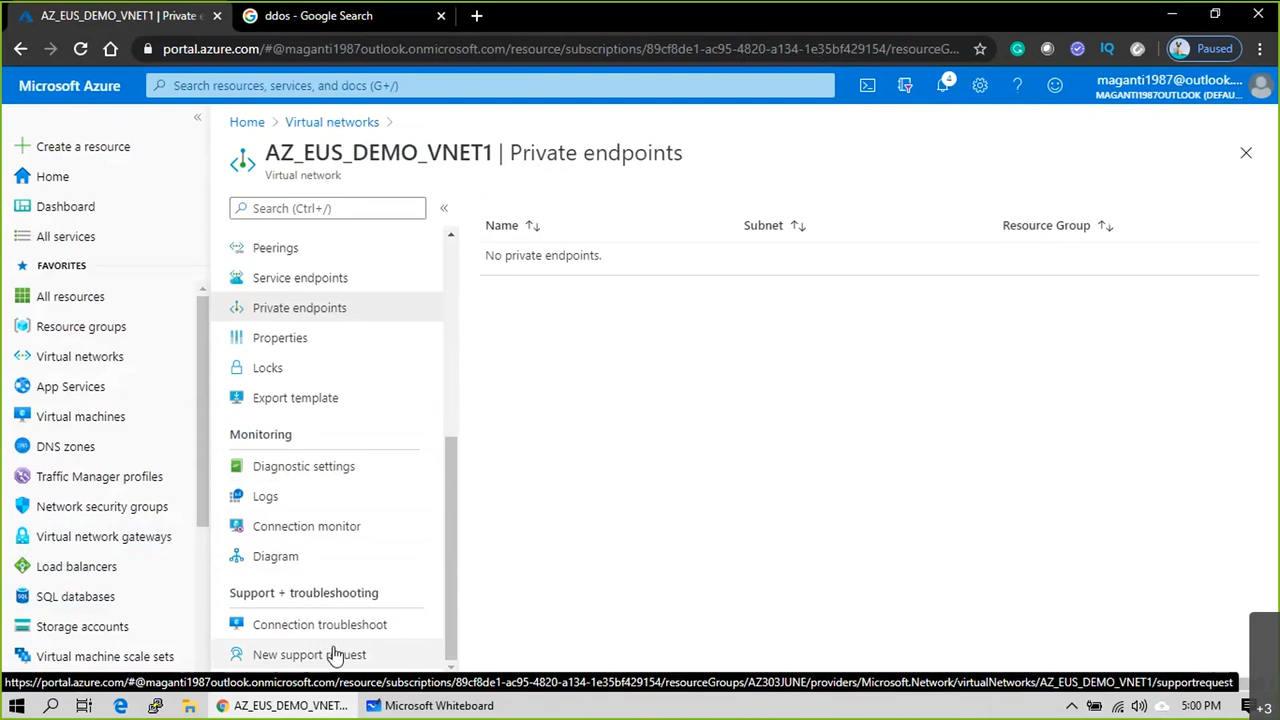 AZ_EUS_DEMO_VNET1 | Private e
ddos - Google Search
portal.azure.com/#@maganti1987outlook.onmicrosoft.com/resource/subscriptions/89cf8de1-ac95-4820-a134-1e35bf429154/resourceG...
IQ
Paused
Microsoft Azure
Search resources, services, and docs (G+/)
4
maganti1987@outlook....
MAGANTI1987OUTLOOK (DEFAU...
Home > Virtual networks >
AZ_EUS_DEMO_VNET1 | Private endpoints
Virtual network
Create a resource
Home
Dashboard
All services
FAVORITES
All resources
Resource groups
Virtual networks
App Services
Virtual machines
DNS zones
Traffic Manager profiles
Network security groups
Virtual network gateways
Load balancers
SQL databases
Storage accounts
Virtual machine scale sets
Search (Ctrl+/)
Peerings
Service endpoints
Private endpoints
Properties
Locks
Export template
Monitoring
Diagnostic settings
Logs
Connection monitor
Diagram
Support + troubleshooting
Connection troubleshoot
New support request
Name
Subnet
Resource Group
No private endpoints.
https://portal.azure.com/#@maganti1987outlook.onmicrosoft.com/resource/subscriptions/89cf8de1-ac95-4820-a134-1e35bf429154/resourceGroups/AZ303JUNE/providers/Microsoft.Network/virtualNetworks/AZ_EUS_DEMO_VNET1/supportrequest
AZ_EUS_DEMO_VNET...
Microsoft Whiteboard
5:00 PM
+3